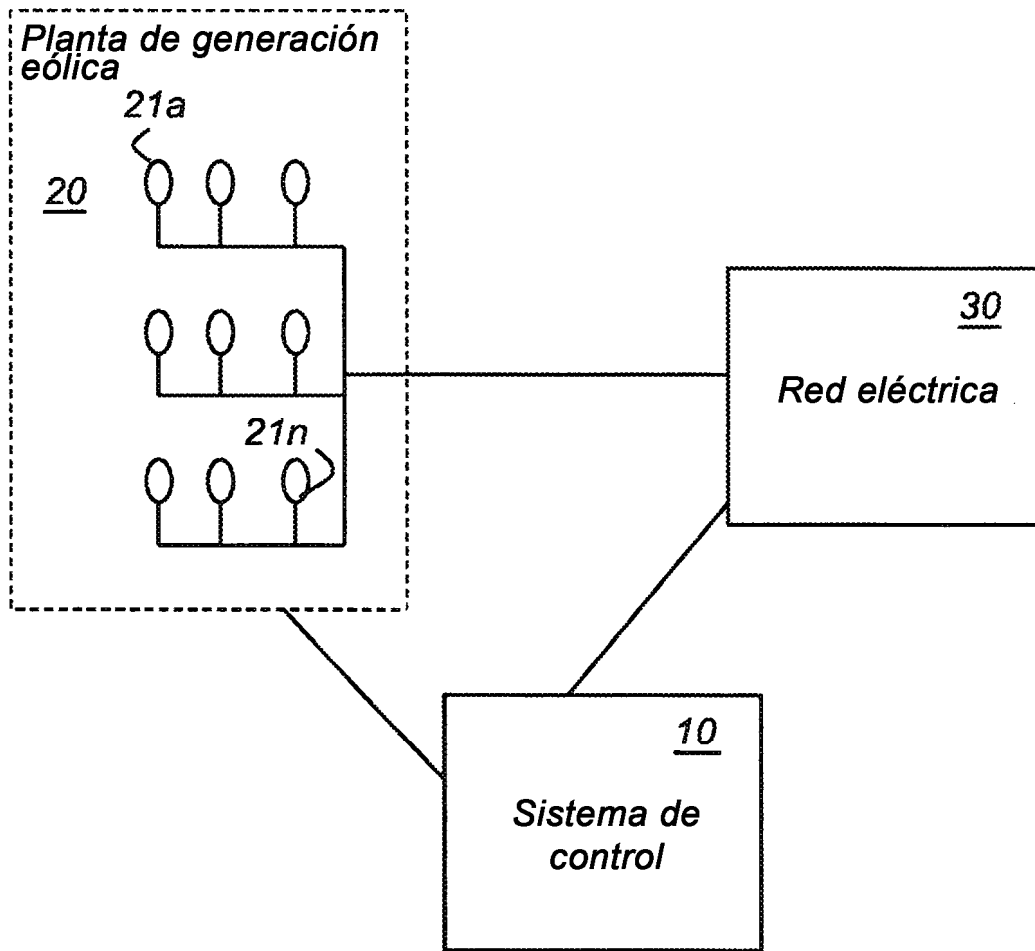 Planta de generación
eólica
21a
20
30
Red eléctrica
21n
10
Sistema de
control